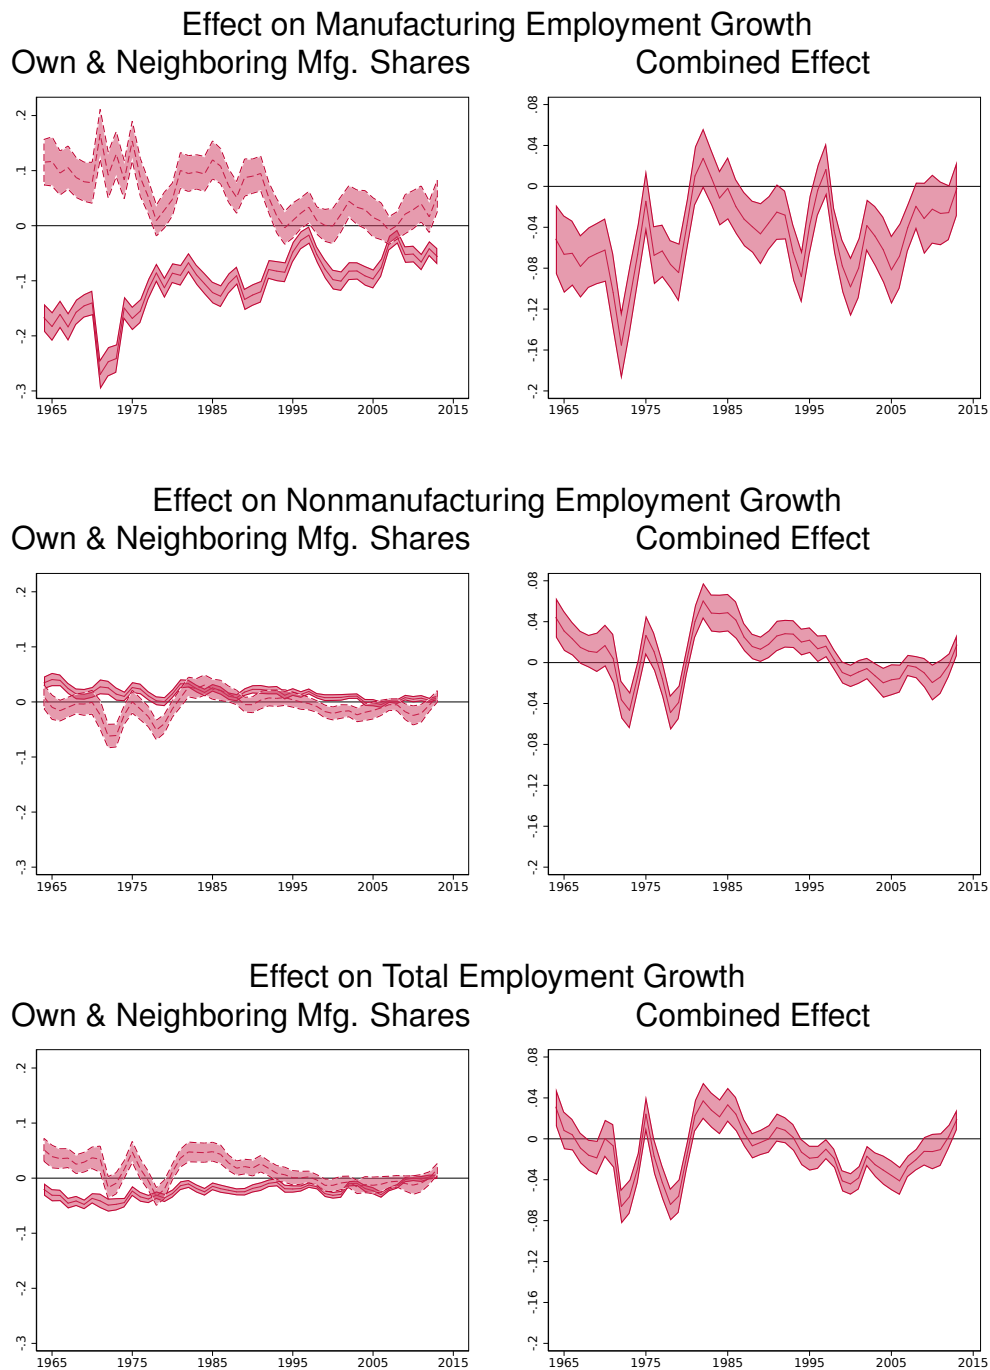 Effect on Manufacturing Employment Growth
Own & Neighboring Mfg. Shares
Combined Effect
.2
.1
0
-.1
-.2
-.3
1965 1975 1985 1995 2005 2015
.08
.04
0
-.04
-.08
-.12
-.16
-.2
1965 1975 1985 1995 2005 2015
Effect on Nonmanufacturing Employment Growth
Own & Neighboring Mfg. Shares
Combined Effect
.2
.1
0
-.1
-.2
-.3
1965 1975 1985 1995 2005 2015
.08
.04
0
-.04
-.08
-.12
-.16
-.2
1965 1975 1985 1995 2005 2015
Effect on Total Employment Growth
Own & Neighboring Mfg. Shares
Combined Effect
.2
.1
0
-.1
-.2
-.3
1965 1975 1985 1995 2005 2015
.08
.04
0
-.04
-.08
-.12
-.16
-.2
1965 1975 1985 1995 2005 2015